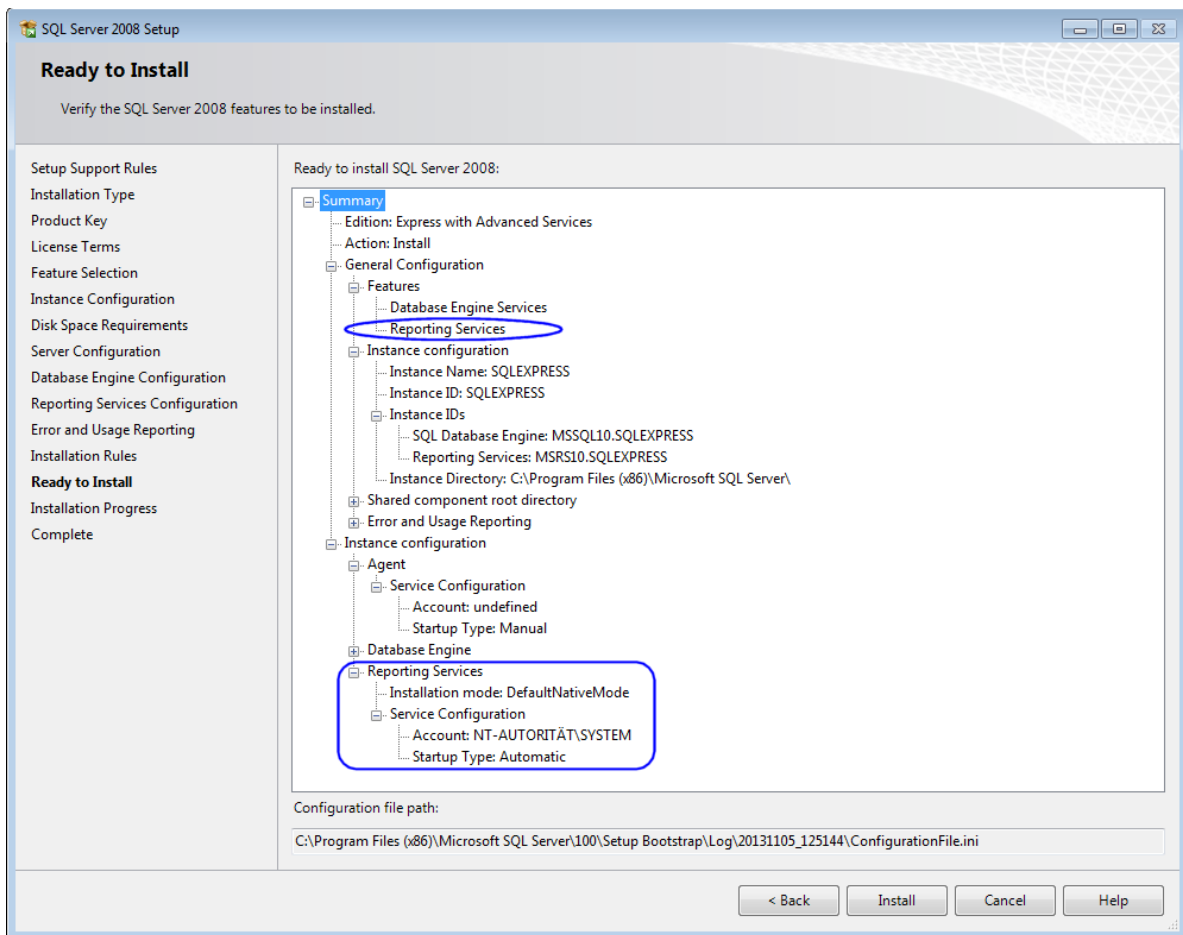 SQL Server 2008 Setup
Ready to Install
Verify the SQL Server 2008 features to be installed.
Setup Support Rules
Installation Type
Product Key
License Terms
Feature Selection
Instance Configuration
Disk Space Requirements
Server Configuration
Database Engine Configuration
Reporting Services Configuration
Error and Usage Reporting
Installation Rules
Ready to Install
Installation Progress
Complete
Ready to install SQL Server 2008:
Summary
Edition: Express with Advanced Services
Action: Install
General Configuration
Features
Database Engine Services
Reporting Services
Instance configuration
Instance Name: SQLEXPRESS
Instance ID: SQLEXPRESS
Instance IDs
SQL Database Engine: MSSQL10.SQLEXPRESS
Reporting Services: MSRS10.SQLEXPRESS
Instance Directory: C:\Program Files (x86)\Microsoft SQL Server\
Shared component root directory
Error and Usage Reporting
Instance configuration
Agent
Service Configuration
Account: undefined
Startup Type: Manual
Database Engine
Reporting Services
Installation mode: DefaultNativeMode
Service Configuration
Account: NT-AUTORITÄT\SYSTEM
Startup Type: Automatic
Configuration file path:
C:\Program Files (x86)\Microsoft SQL Server\100\Setup Bootstrap\Log\20131105_125144\ConfigurationFile.ini
< Back Install Cancel Help